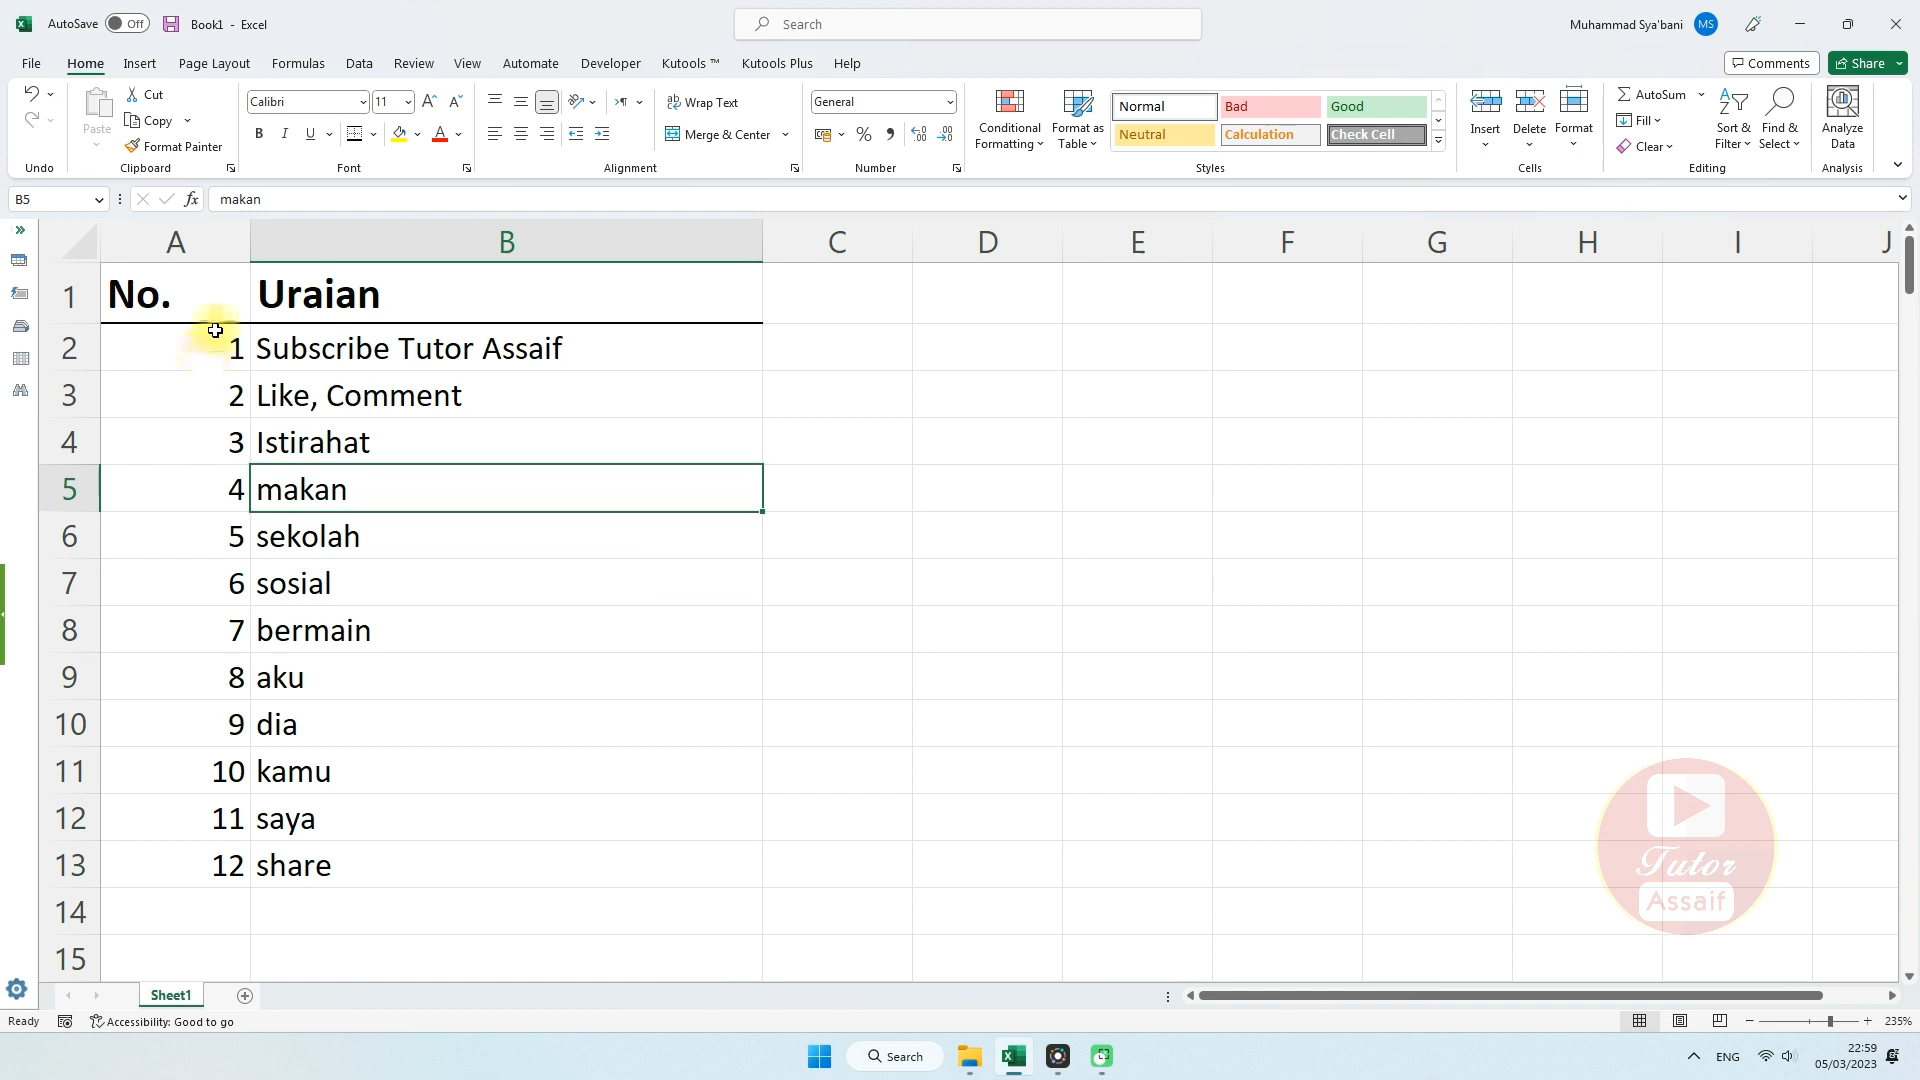 AutoSave Off Book1 - Excel Search Muhammad Sya'bani MS
File Home Insert Page Layout Formulas Data Review View Automate Developer Kutools ™ Kutools Plus Help Comments Share
Cut
Copy
Format Painter
Paste
Undo
Clipboard
Calibri 11
B I U A
Font
Wrap Text
Merge & Center
Alignment
General
Number
Conditional Formatting
Format as Table
Normal Bad Good
Neutral Calculation Check Cell
Styles
Insert Delete Format
Cells
AutoSum
Fill
Clear
Sort & Filter
Find & Select
Editing
Analyze Data
Analysis
B5 fx makan
A B C D E F G H I J
1 No. Uraian
2 1 Subscribe Tutor Assaif
3 2 Like, Comment
4 3 Istirahat
5 4 makan
6 5 sekolah
7 6 sosial
8 7 bermain
9 8 aku
10 9 dia
11 10 kamu
12 11 saya
13 12 share
14
15
Tutor
Assaif
Sheet1
Ready Accessibility: Good to go 235%
Search ENG 22:59
05/03/2023